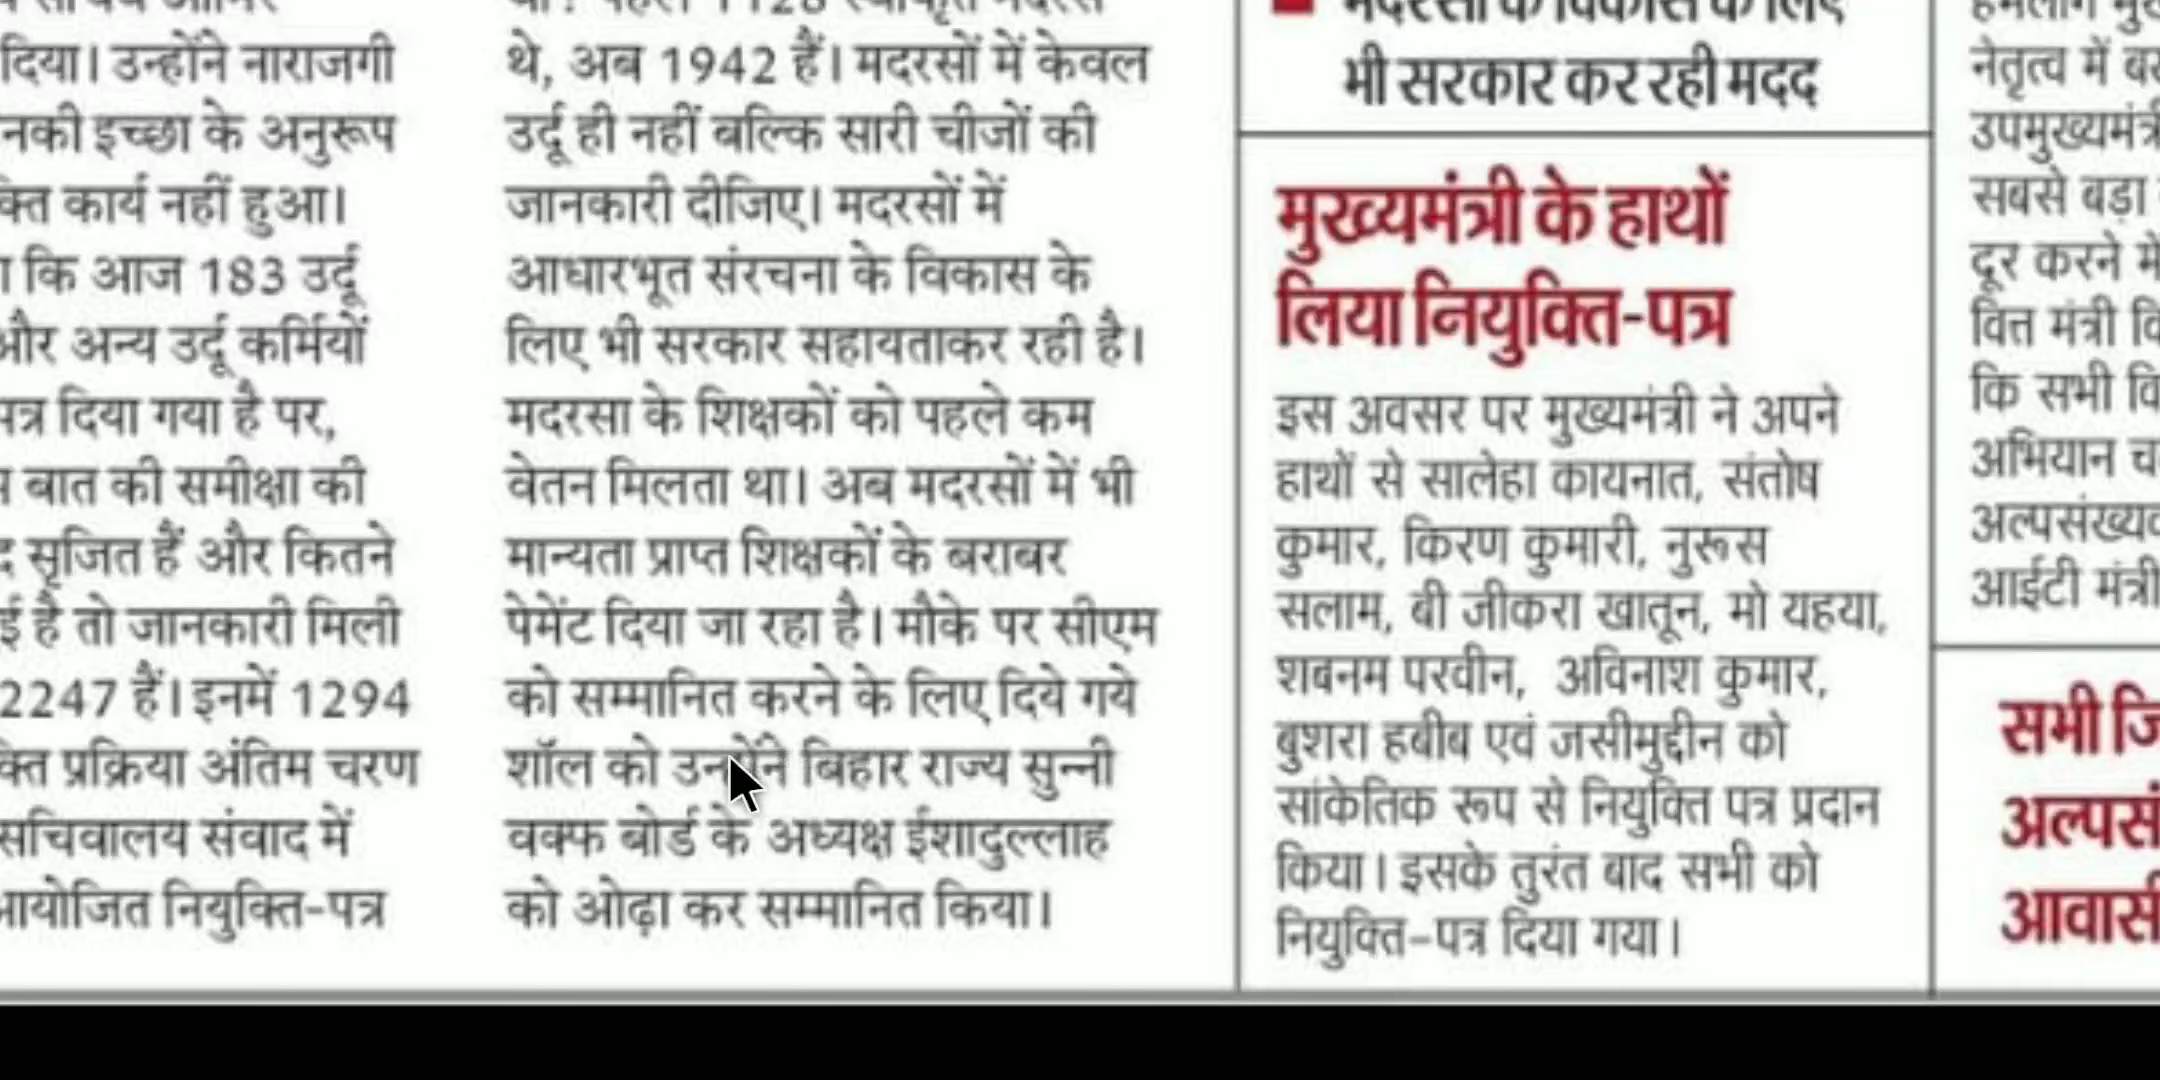 दिया। उन्होंने नाराजगी
इच्छा के अनुरूप
कार्य नहीं हुआ।
कि आज 183 उर्दू
और अन्य उर्दू कर्मियों
पत्र दिया गया है पर,
बात की समीक्षा की
सृजित हैं और कितने
है तो जानकारी मिली
2247 हैं। इनमें 1294
प्रक्रिया अंतिम चरण
सचिवालय संवाद में
आयोजित नियुक्ति-पत्र
थे, अब 1942 हैं। मदरसों में केवल
उर्दू ही नहीं बल्कि सारी चीजों की
जानकारी दीजिए। मदरसों में
आधारभूत संरचना के विकास के
लिए भी सरकार सहायताकर रही है।
मदरसा के शिक्षकों को पहले कम
वेतन मिलता था। अब मदरसों में भी
मान्यता प्राप्त शिक्षकों के बराबर
पेमेंट दिया जा रहा है। मौके पर सीएम
को सम्मानित करने के लिए दिये गये
शॉल को उन्होंने बिहार राज्य सुन्नी
वक्फ बोर्ड के अध्यक्ष ईशादुल्लाह
को ओढ़ा कर सम्मानित किया।
मदरसों के विकास के लिए
भी सरकार कर रही मदद
मुख्यमंत्री के हाथों
लिया नियुक्ति-पत्र
इस अवसर पर मुख्यमंत्री ने अपने
हाथों से सालेहा कायनात, संतोष
कुमार, किरण कुमारी, नुरूस
सलाम, बी जीकरा खातून, मो यहया,
शबनम परवीन, अविनाश कुमार,
बुशरा हबीब एवं जसीमुद्दीन को
सांकेतिक रूप से नियुक्ति पत्र प्रदान
किया। इसके तुरंत बाद सभी को
नियुक्ति-पत्र दिया गया।
नेतृत्व में
उपमुख्यमंत्री
सबसे बड़ा
दूर करने में
वित्त मंत्री
कि सभी
अभियान
आईटी मंत्री
सभी